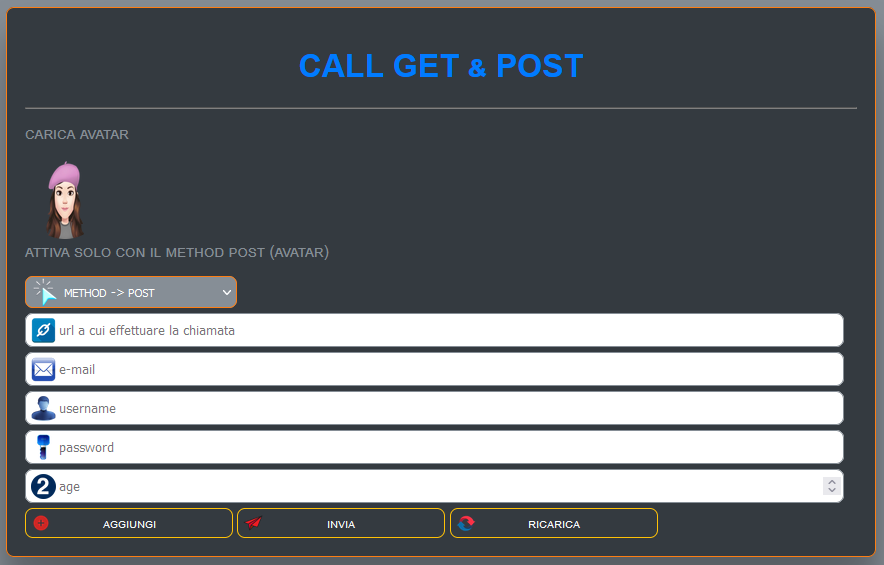 CALL GET & POST
CARICA AVATAR
ATTIVA SOLO CON IL METHOD POST (AVATAR)
METHOD -> POST
url a cui effettuare la chiamata
e-mail
username
password
2 age
AGGIUNGI INVIA RICARICA